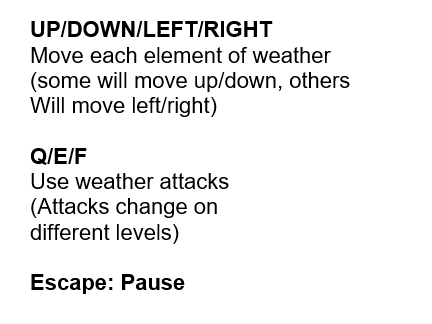 UP/DOWN/LEFT/RIGHT
Move each element of weather
(some will move up/down, others
Will move left/right)
Q/E/F
Use weather attacks
(Attacks change on
different levels)
Escape: Pause